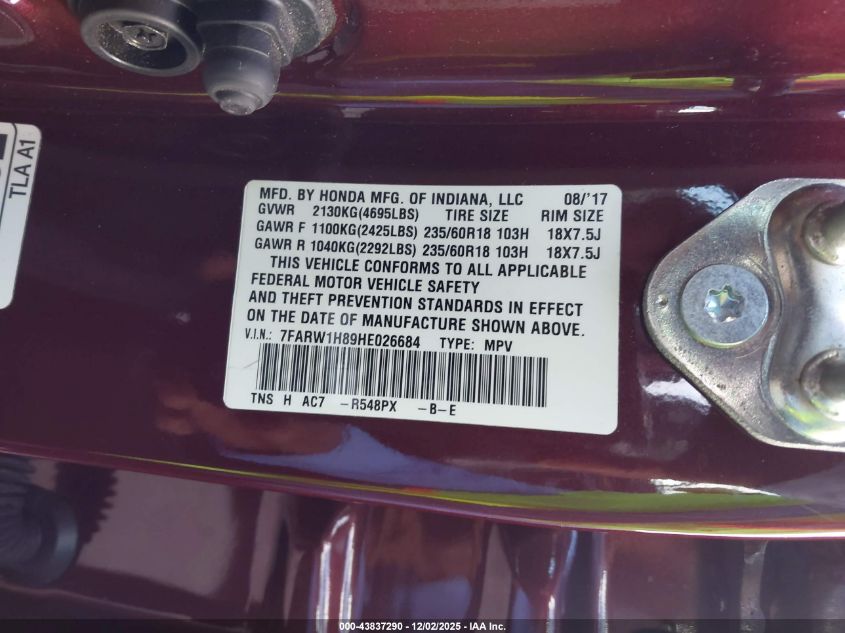 TLA A1
MFD. BY HONDA MFG. OF INDIANA, LLC 08/'17
GVWR 2130KG(4695LBS) TIRE SIZE RIM SIZE
GAWR F 1100KG(2425LBS) 235/60R18 103H 18X7.5J
GAWR R 1040KG(2292LBS) 235/60R18 103H 18X7.5J
THIS VEHICLE CONFORMS TO ALL APPLICABLE
FEDERAL MOTOR VEHICLE SAFETY
AND THEFT PREVENTION STANDARDS IN EFFECT
ON THE DATE OF MANUFACTURE SHOWN ABOVE.
V.I.N.: 7FARW1H89HE026684 TYPE: MPV
TNS H AC7 -R548PX -B-E
000-43837290 - 12/02/2025 - IAA Inc.